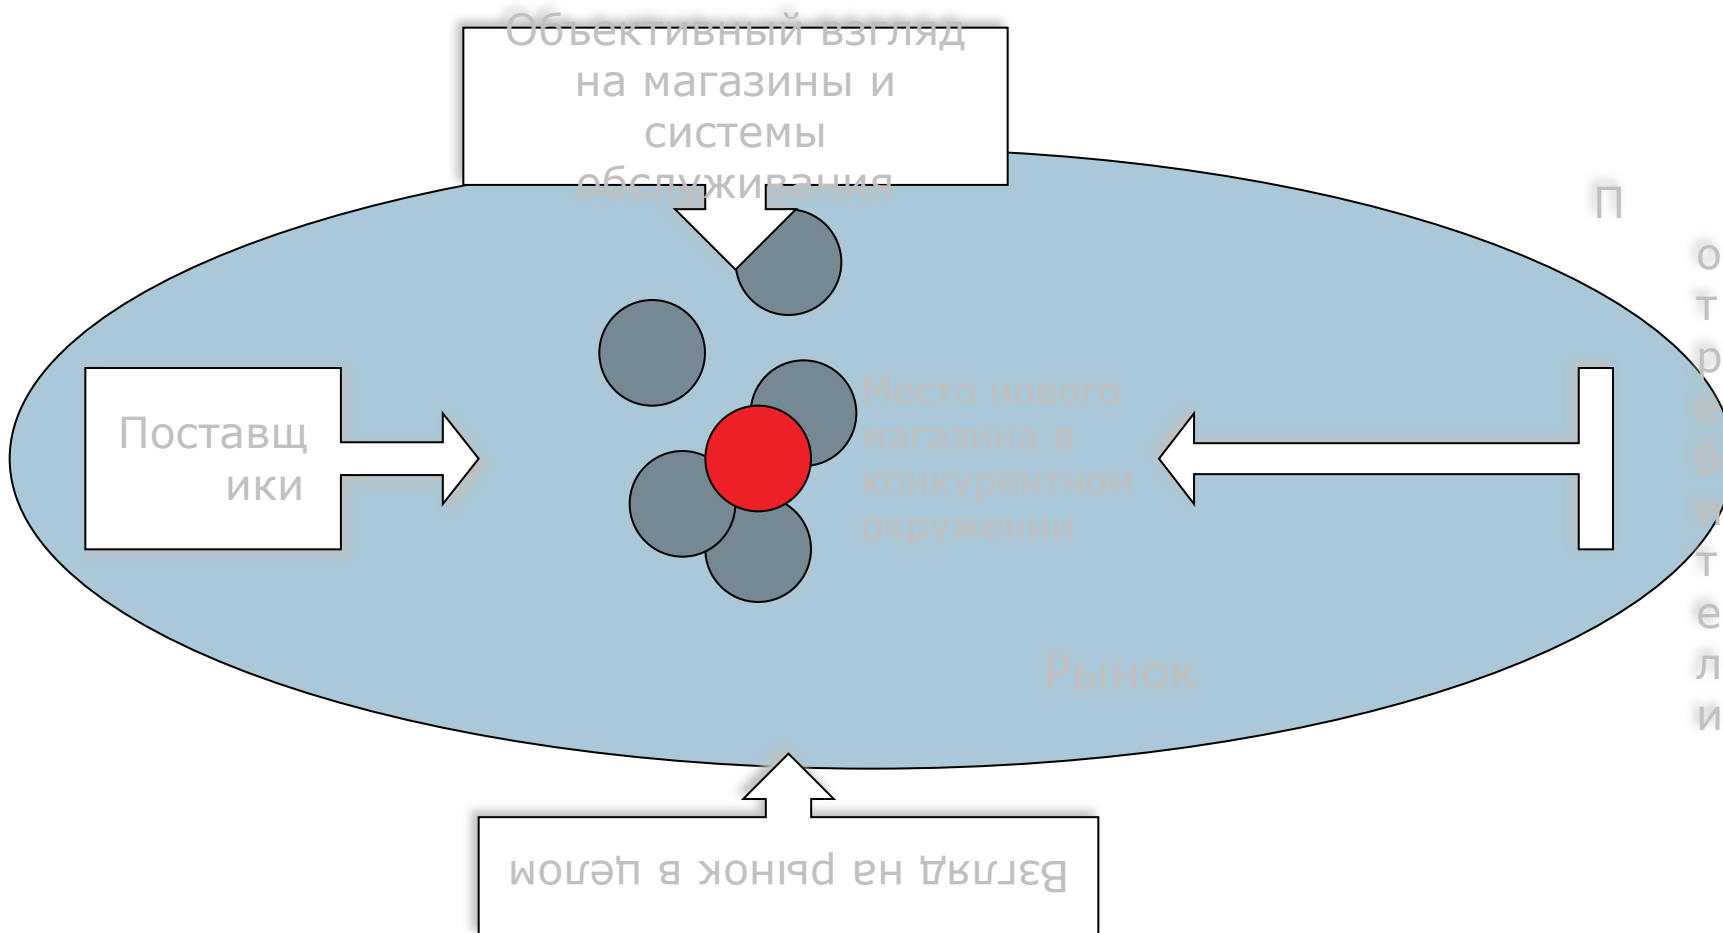 Объективный взгляд
на магазины и
системы
обслуживания
П
о
т
р
е
б
и
т
е
л
и
Поставщ
ики
Место нового
магазина в
конкурентном
окружении
Рынок
Взгляд на рынок в целом